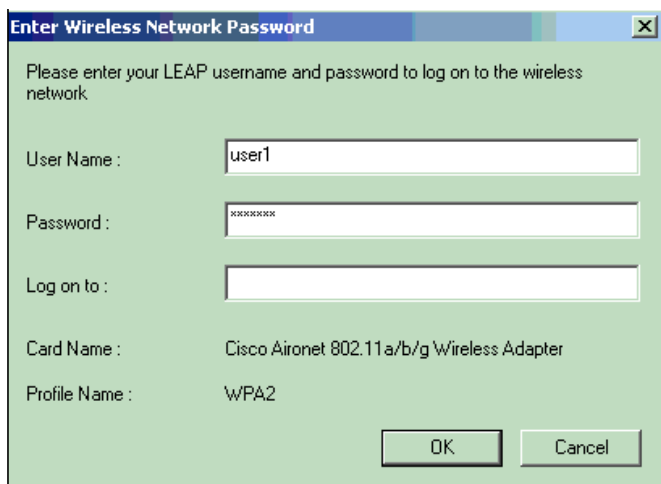 Enter Wireless Network Password
Please enter your LEAP username and password to log on to the wireless
network
User Name : user1
Password : *******
Log on to :
Card Name : Cisco Aironet 802.11a/b/g Wireless Adapter
Profile Name : WPA2
OK Cancel